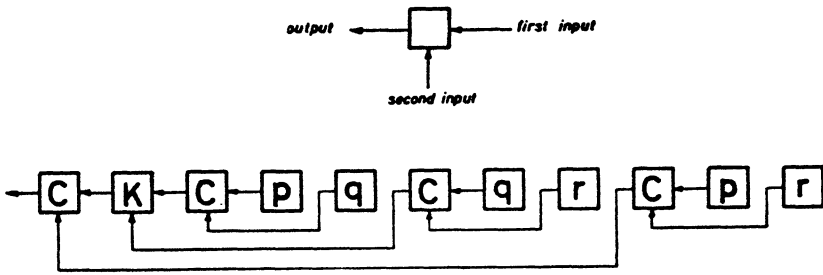 output first input
second input
C K C p q C q r C p r